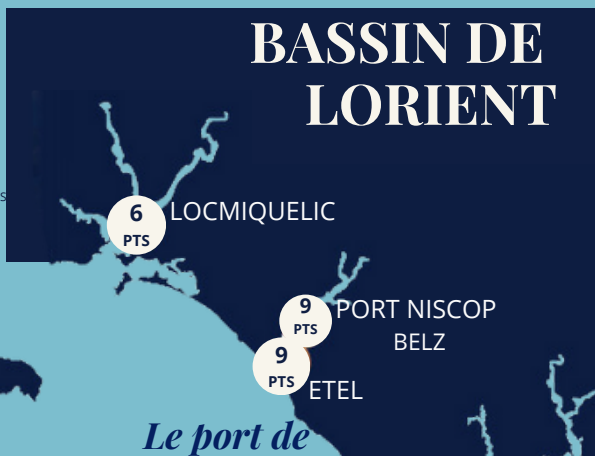 BASSIN DE
LORIENT
S
6
PTS
LOCMIQUELIC
9
PTS
PORT NISCOP
BELZ
9
PTS
ETEL
Le port de